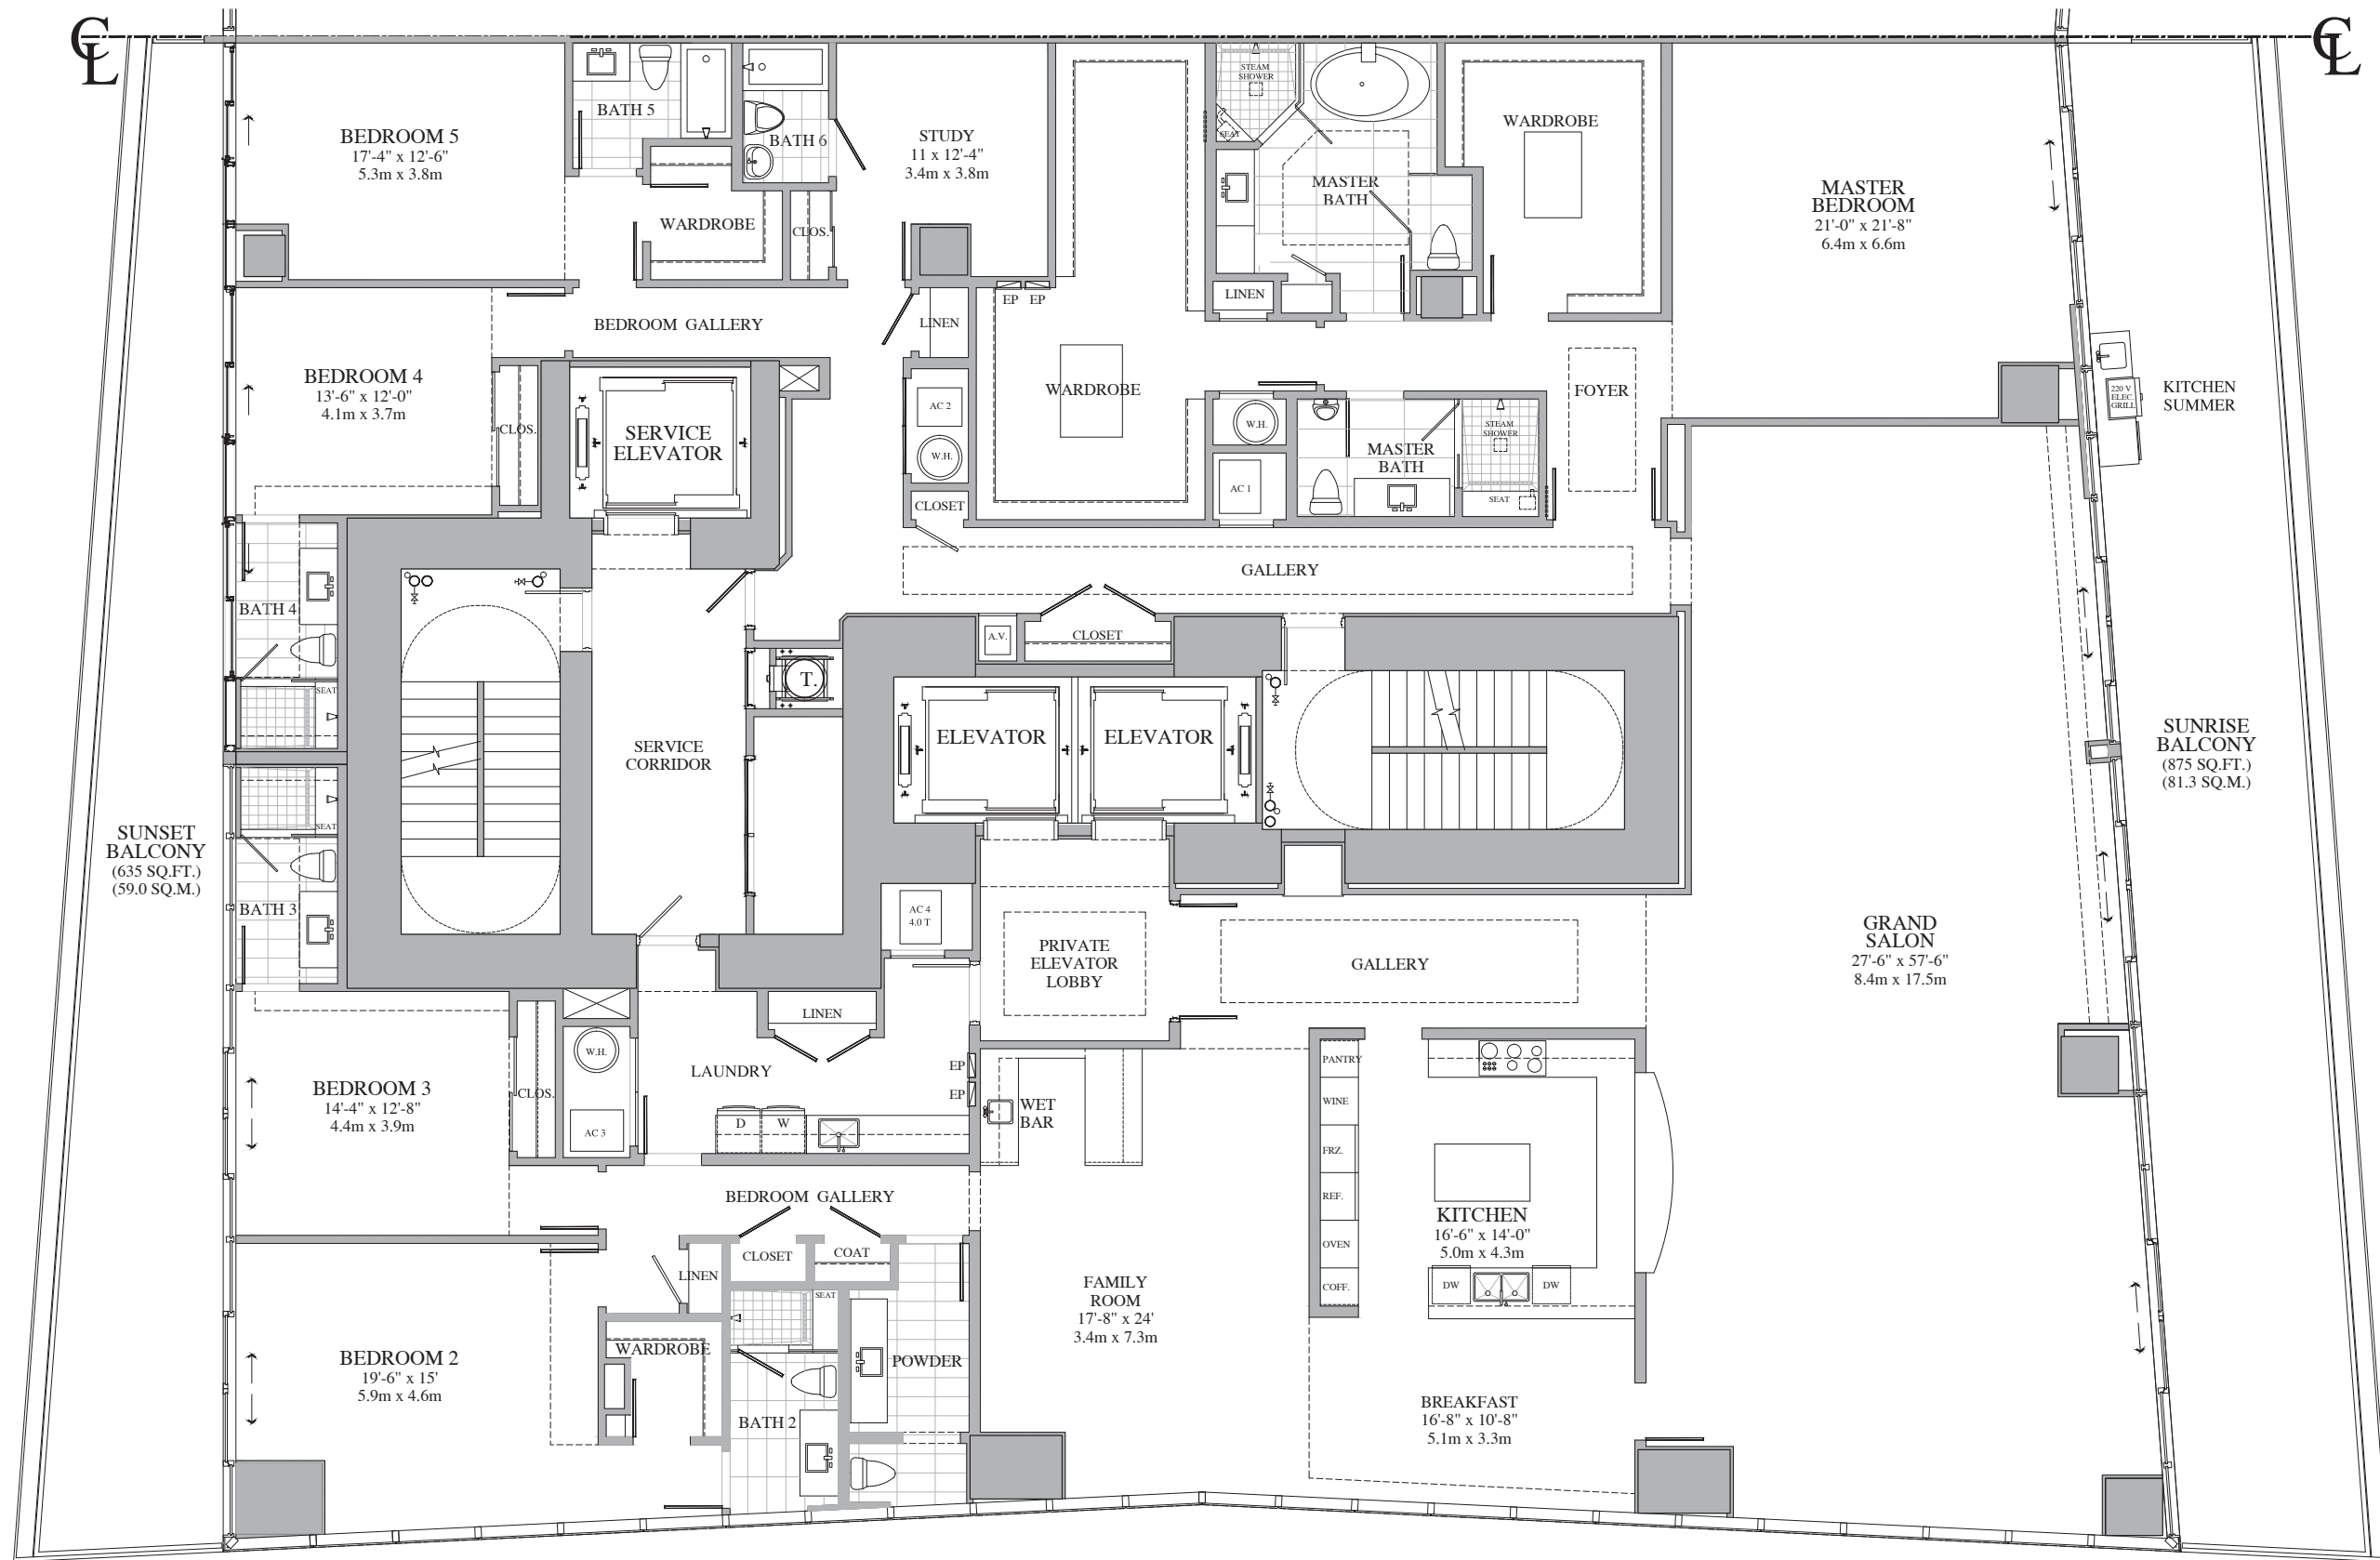 ℄
℄
BEDROOM 5
17'-4" x 12'-6"
5.3m x 3.8m
BATH 5
BATH 6
STUDY
11 x 12'-4"
3.4m x 3.8m
STEAM
SHOWER
SEAT
MASTER
BATH
WARDROBE
MASTER
BEDROOM
21'-0" x 21'-8"
6.4m x 6.6m
WARDROBE
CLOS.
LINEN
EP
EP
LINEN
BEDROOM GALLERY
BEDROOM 4
13'-6" x 12'-0"
4.1m x 3.7m
CLOS.
SERVICE
ELEVATOR
AC 2
W.H.
CLOSET
WARDROBE
W.H.
AC 1
MASTER
BATH
STEAM
SHOWER
SEAT
FOYER
220 V
ELEC.
GRILL
KITCHEN
SUMMER
GALLERY
BATH 4
SEAT
A.V.
CLOSET
T.
SERVICE
CORRIDOR
ELEVATOR
ELEVATOR
SUNRISE
BALCONY
(875 SQ.FT.)
(81.3 SQ.M.)
SUNSET
BALCONY
(635 SQ.FT.)
(59.0 SQ.M.)
SEAT
BATH 3
AC 4
4.0 T
PRIVATE
ELEVATOR
LOBBY
GALLERY
GRAND
SALON
27'-6" x 57'-6"
8.4m x 17.5m
LINEN
W.H.
LAUNDRY
EP
EP
BEDROOM 3
14'-4" x 12'-8"
4.4m x 3.9m
CLOS.
AC 3
D
W
WET
BAR
PANTRY
WINE
FRZ.
REF.
OVEN
COFF.
KITCHEN
16'-6" x 14'-0"
5.0m x 4.3m
DW
DW
BEDROOM GALLERY
CLOSET
COAT
LINEN
SEAT
FAMILY
ROOM
17'-8" x 24'
3.4m x 7.3m
BEDROOM 2
19'-6" x 15'
5.9m x 4.6m
WARDROBE
POWDER
BATH 2
BREAKFAST
16'-8" x 10'-8"
5.1m x 3.3m